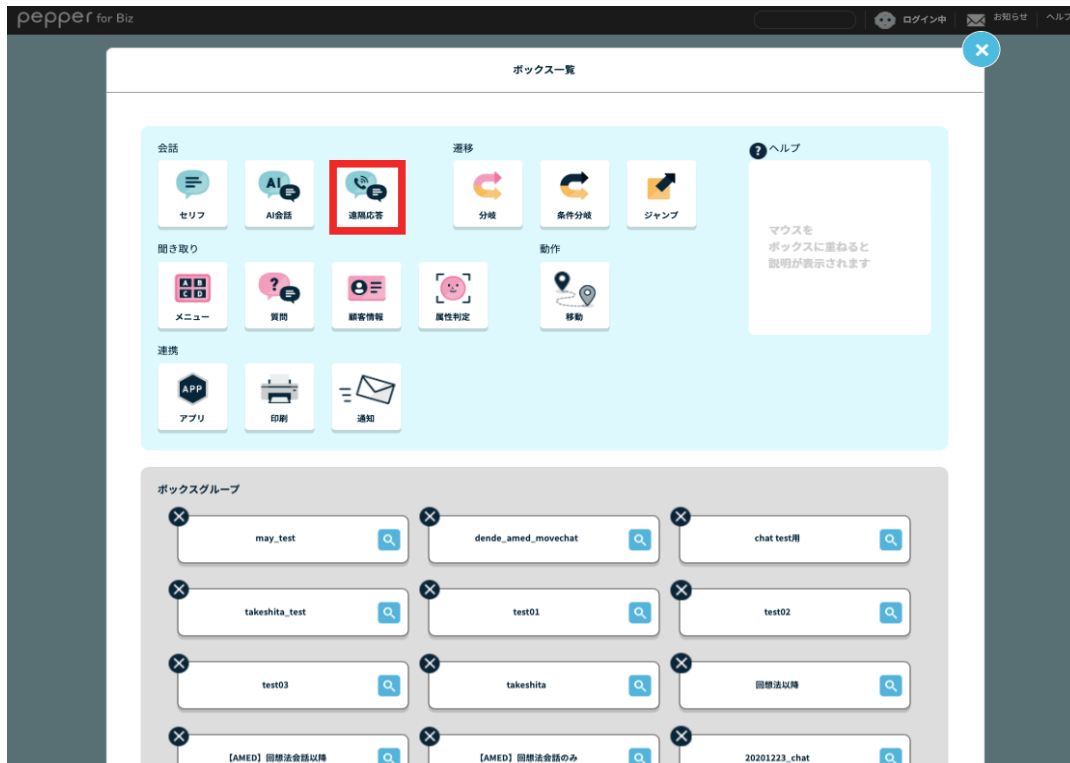 pepper for Biz
ログイン中
お知らせ
ヘルプ
ボックス一覧
会話
遷移
ヘルプ
セリフ
AI
AI会話
遠隔応答
分岐
条件分岐
ジャンプ
マウスを
ボックスに重ねると
説明が表示されます
聞き取り
動作
A B
C D
メニュー
質問
顧客情報
属性判定
移動
連携
APP
アプリ
印刷
通知
ボックスグループ
may_test
dende_amed_movechat
chat test用
takeshita_test
test01
test02
test03
takeshita
回想法以降
【AMED】回想法会話以降
【AMED】回想法会話のみ
20201223_chat